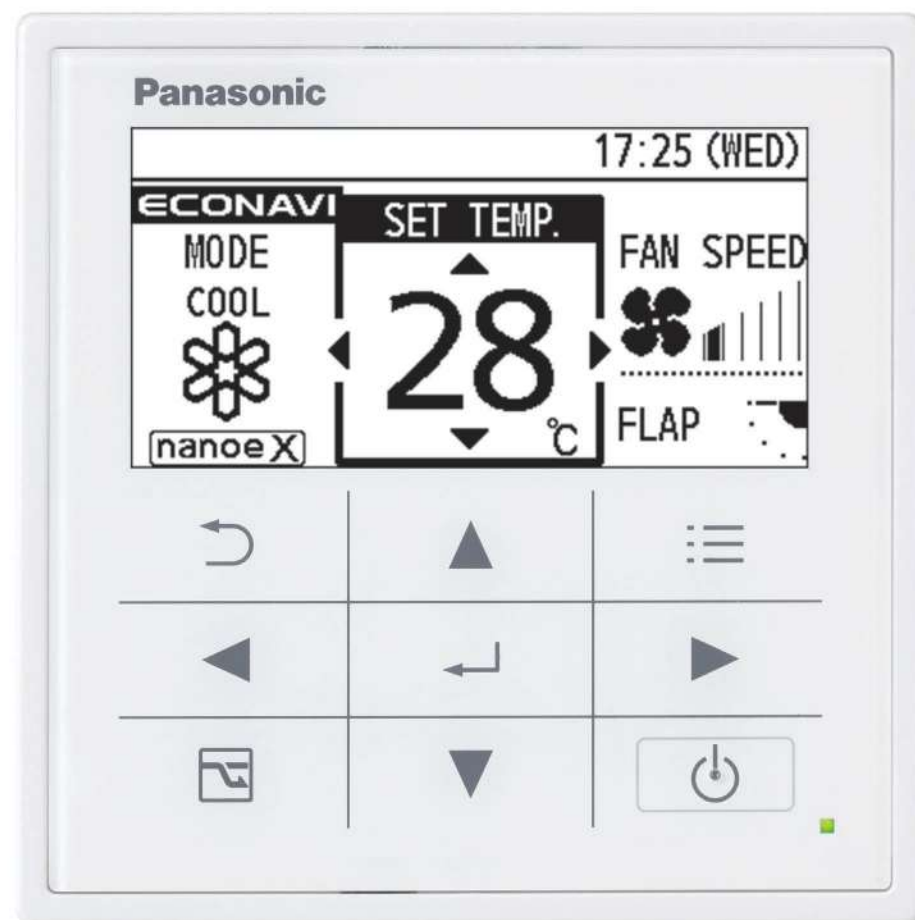 Panasonic
17:25 (WED)
ECONAVI
MODE
COOL
nanoe X
SET TEMP.
28
℃
FAN SPEED
FLAP